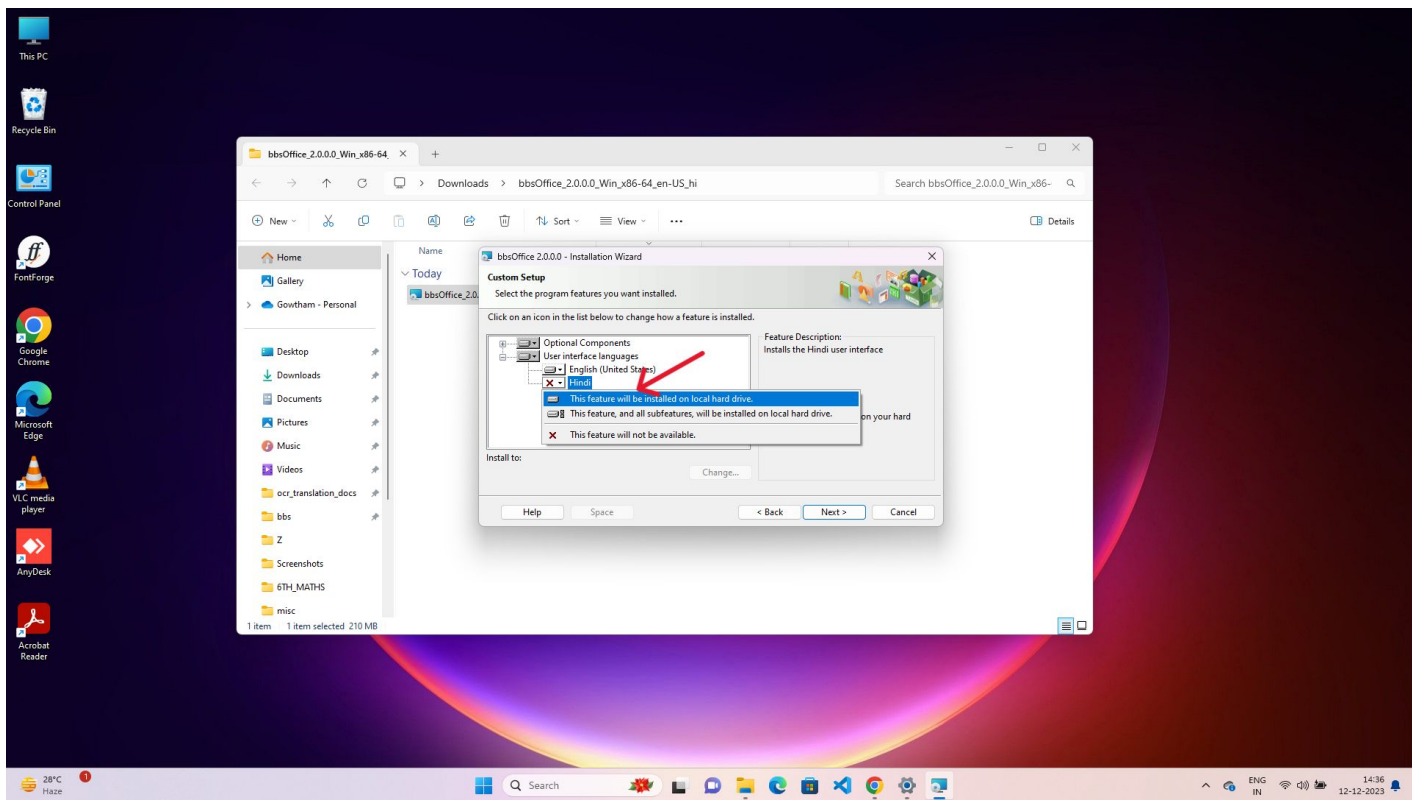 This PC
Recycle Bin
Control Panel
FontForge
Google
Chrome
Microsoft
Edge
VLC media
player
AnyDesk
Acrobat
Reader
bbsOffice_2.0.0.0_Win_x86-64_
Downloads > bbsOffice_2.0.0.0_Win_x86-64_en-US_hi
Search bbsOffice_2.0.0.0_Win_x86-
New
Sort
View
Details
Home
Gallery
Gowtham - Personal
Desktop
Downloads
Documents
Pictures
Music
Videos
ocr_translation_docs
bbs
Z
Screenshots
6TH_MATHS
misc
Name
Today
bbsOffice_2.0.
bbsOffice 2.0.0.0 - Installation Wizard
Custom Setup
Select the program features you want installed.
Click on an icon in the list below to change how a feature is installed.
Optional Components
User interface languages
English (United States)
Hindi
This feature will be installed on local hard drive.
This feature, and all subfeatures, will be installed on local hard drive.
This feature will not be available.
Feature Description:
Installs the Hindi user interface
on your hard
Install to:
Change...
Help
Space
< Back
Next >
Cancel
1 item 1 item selected 210 MB
28°C
Haze
1
Search
ENG
IN
14:36
12-12-2023